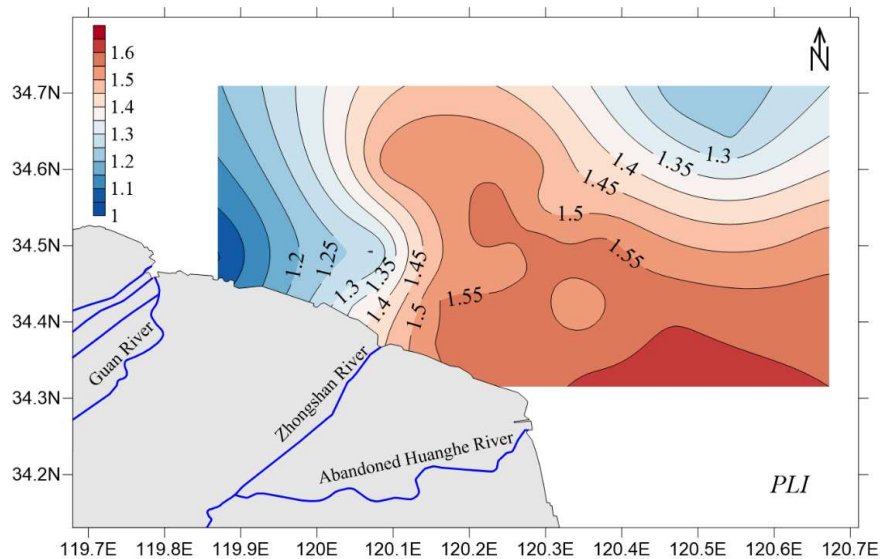 N
1.6
1.5
1.4
1.3
1.2
1.1
1
34.7N
34.6N
34.5N
34.4N
34.3N
34.2N
1.3
1.35
1.4
1.45
1.5
1.55
1.2
1.25
1.3
1.35
1.4
1.45
1.5
1.55
Guan River
Zhongshan River
Abandoned Huanghe River
PLI
119.7E 119.8E 119.9E 120E 120.1E 120.2E 120.3E 120.4E 120.5E 120.6E 120.7E